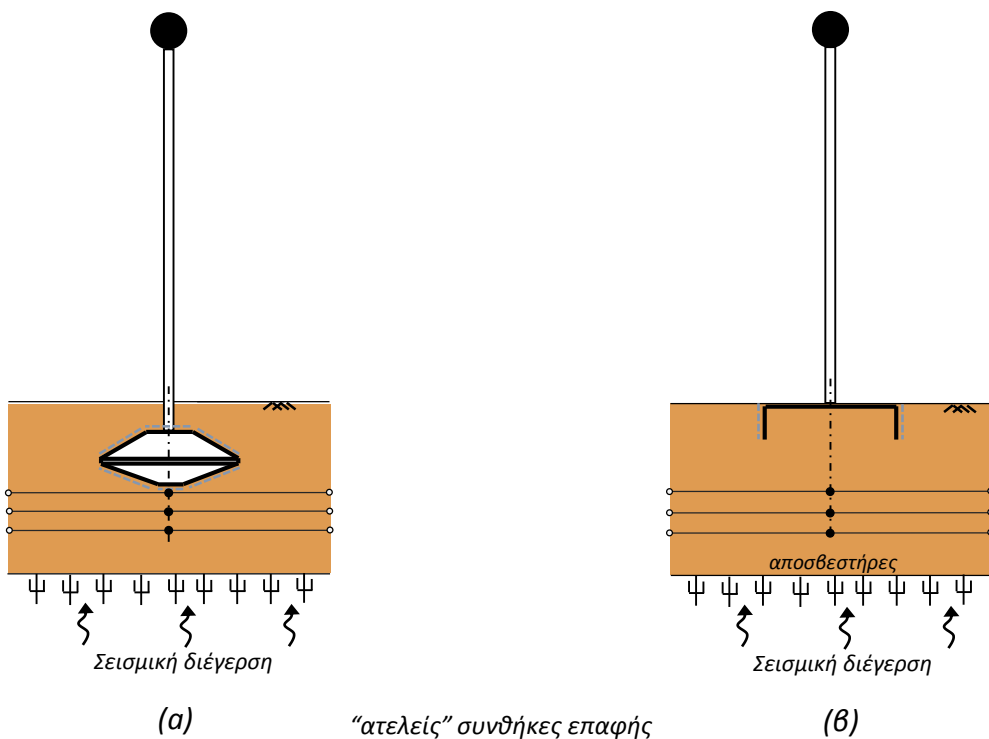 αποσβεστήρες
Σεισμική διέγερση
Σεισμική διέγερση
(α)
“ατελείς” συνθήκες επαφής
(β)